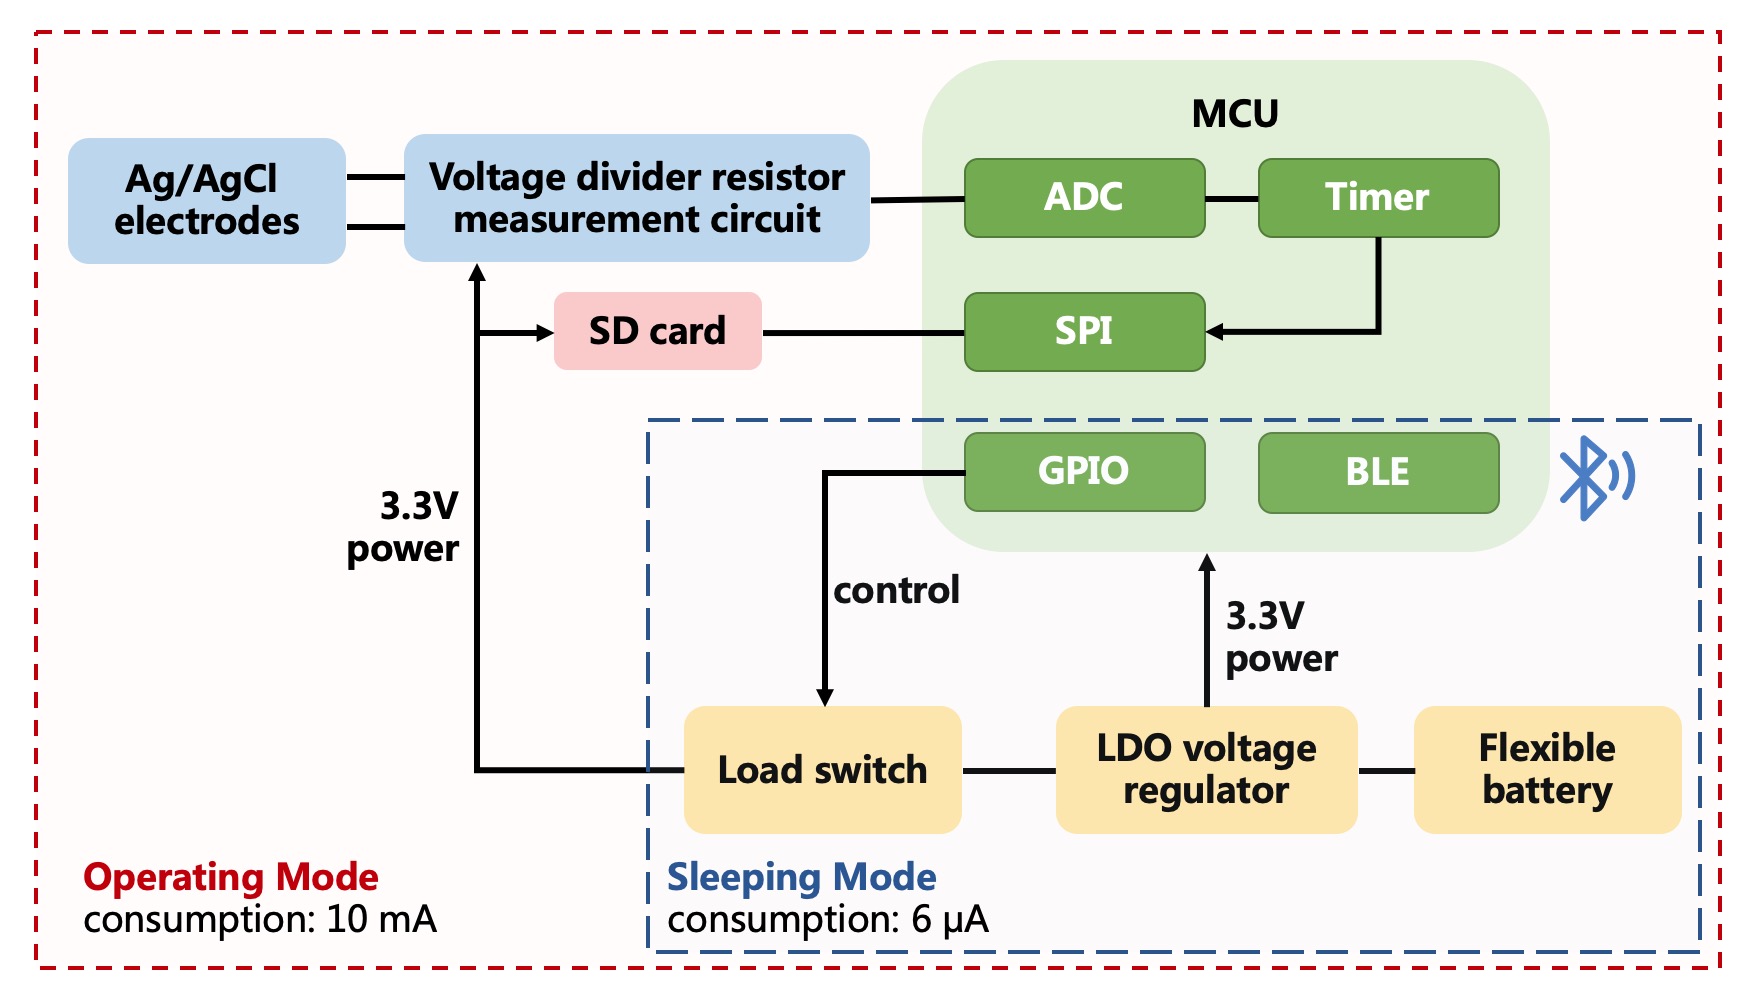 MCU
Ag/AgCl
electrodes
Voltage divider resistor
measurement circuit
ADC
Timer
SD card
SPI
GPIO
BLE
3.3V
power
control
3.3V
power
Load switch
LDO voltage
regulator
Flexible
battery
Operating Mode
consumption: 10 mA
Sleeping Mode
consumption: 6 μA